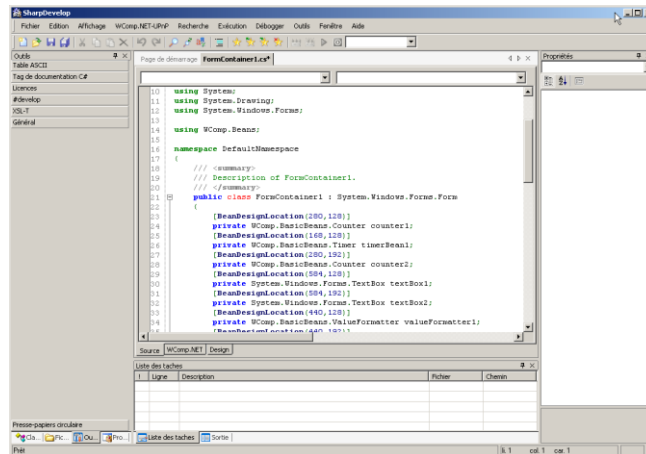 SharpDevelop
Fichier Edition Affichage WComp.NET-UPnP Recherche Exécution Débogger Outils Fenêtre Aide
Outils
Table ASCII
Tag de documentation C#
Licences
#develop
XSL-T
Général
Presse-papiers circulaire
Page de démarrage FormContainer1.cs*
10 using System;
11 using System.Drawing;
12 using System.Windows.Forms;
13
14 using WComp.Beans;
15
16 namespace DefaultNamespace
17 {
18 /// <summary>
19 /// Description of FormContainer1.
20 /// </summary>
21 public class FormContainer1 : System.Windows.Forms.Form
22 {
23 [BeanDesignLocation(280,128)]
24 private WComp.BasicBeans.Counter counter1;
25 [BeanDesignLocation(168,128)]
26 private WComp.BasicBeans.Timer timerBean1;
27 [BeanDesignLocation(280,192)]
28 private WComp.BasicBeans.Counter counter2;
29 [BeanDesignLocation(584,128)]
30 private System.Windows.Forms.TextBox textBox1;
31 [BeanDesignLocation(584,192)]
32 private System.Windows.Forms.TextBox textBox2;
33 [BeanDesignLocation(440,128)]
34 private WComp.BasicBeans.ValueFormatter valueFormatter1;
[BeanDesignLocation(440,192)]
Source WComp.NET Design
Liste des taches
! Ligne Description Fichier Chemin
Propriétés
Cla... Fic... Ou... Pro... Liste des taches Sortie
Prêt li. 1 col. 1 car. 1